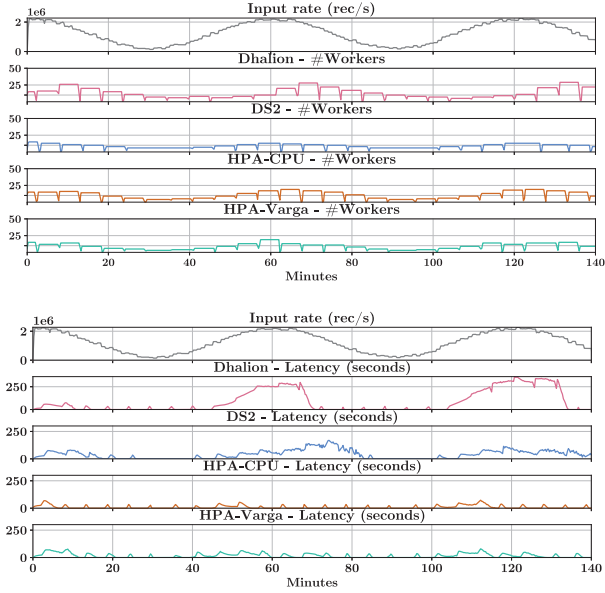 Input rate (rec/s)
1e6
2
0
Dhalion - #Workers
50
25
DS2 - #Workers
50
25
HPA-CPU - #Workers
50
25
HPA-Varga - #Workers
50
25
0 20 40 60 80 100 120 140
Minutes
Input rate (rec/s)
1e6
2
0
Dhalion - Latency (seconds)
250
0
DS2 - Latency (seconds)
250
0
HPA-CPU - Latency (seconds)
250
0
HPA-Varga - Latency (seconds)
250
0
0 20 40 60 80 100 120 140
Minutes